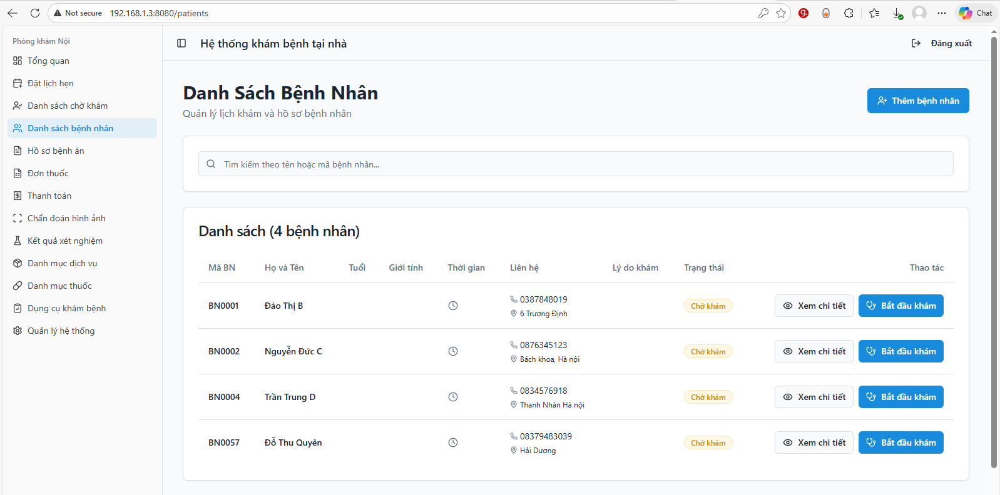 Not secure 192.168.1.3:8080/patients
Chat
Phòng khám Nội
Tổng quan
Đặt lịch hẹn
Danh sách chờ khám
Danh sách bệnh nhân
Hồ sơ bệnh án
Đơn thuốc
Thanh toán
Chẩn đoán hình ảnh
Kết quả xét nghiệm
Danh mục dịch vụ
Danh mục thuốc
Dụng cụ khám bệnh
Quản lý hệ thống
Hệ thống khám bệnh tại nhà
Đăng xuất
Danh Sách Bệnh Nhân
Quản lý lịch khám và hồ sơ bệnh nhân
Thêm bệnh nhân
Tìm kiếm theo tên hoặc mã bệnh nhân...
Danh sách (4 bệnh nhân)
Mã BN Họ và Tên Tuổi Giới tính Thời gian Liên hệ Lý do khám Trạng thái Thao tác
BN0001 Đào Thị B 0387848019 Chờ khám Xem chi tiết Bắt đầu khám
6 Trương Định
BN0002 Nguyễn Đức C 0876345123 Chờ khám Xem chi tiết Bắt đầu khám
Bách khoa, Hà nội
BN0004 Trần Trung D 0834576918 Chờ khám Xem chi tiết Bắt đầu khám
Thanh Nhàn Hà nội
BN0057 Đỗ Thu Quyên 08379483039 Chờ khám Xem chi tiết Bắt đầu khám
Hải Dương